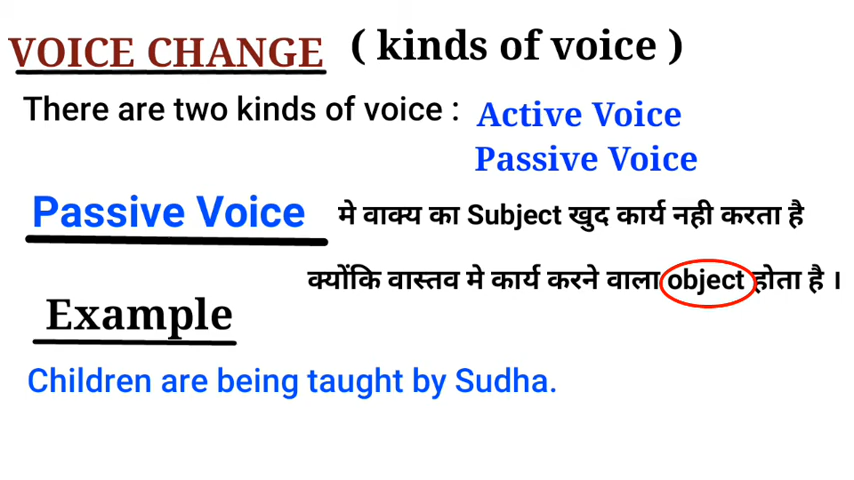 VOICE CHANGE ( kinds of voice )
There are two kinds of voice : Active Voice
Passive Voice
Passive Voice मे वाक्य का Subject खुद कार्य नही करता है
क्योंकि वास्तव मे कार्य करने वाला object होता है ।
Example
Children are being taught by Sudha.